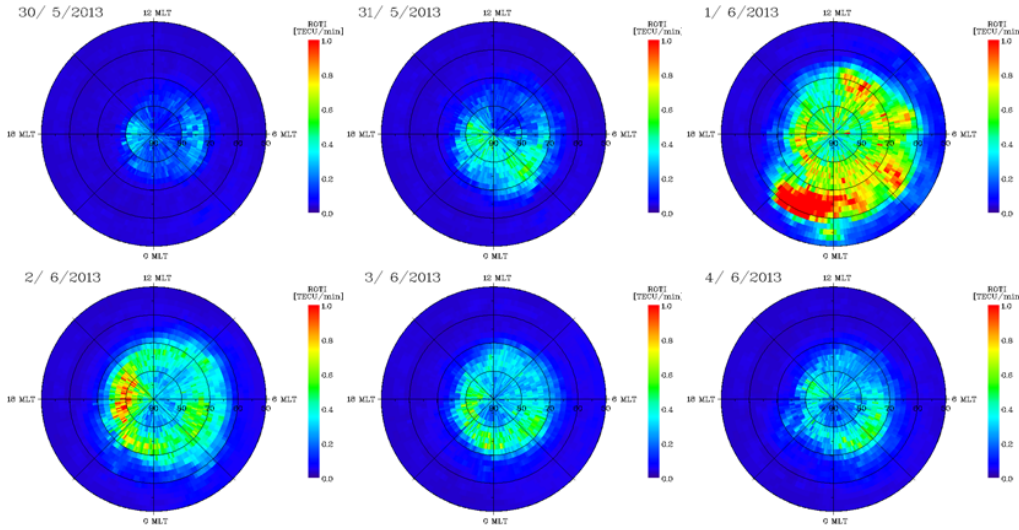 30/ 5/2013
12 MLT
ROTI
[TECU/min]
1.0
0.8
0.6
0.4
0.2
0.0
18 MLT
6 MLT
0 MLT
31/ 5/2013
12 MLT
ROTI
[TECU/min]
1.0
0.8
0.6
0.4
0.2
0.0
18 MLT
6 MLT
0 MLT
1/ 6/2013
12 MLT
ROTI
[TECU/min]
1.0
0.8
0.6
0.4
0.2
0.0
18 MLT
6 MLT
0 MLT
2/ 6/2013
12 MLT
ROTI
[TECU/min]
1.0
0.8
0.6
0.4
0.2
0.0
18 MLT
6 MLT
0 MLT
3/ 6/2013
12 MLT
ROTI
[TECU/min]
1.0
0.8
0.6
0.4
0.2
0.0
18 MLT
6 MLT
0 MLT
4/ 6/2013
12 MLT
ROTI
[TECU/min]
1.0
0.8
0.6
0.4
0.2
0.0
18 MLT
6 MLT
0 MLT